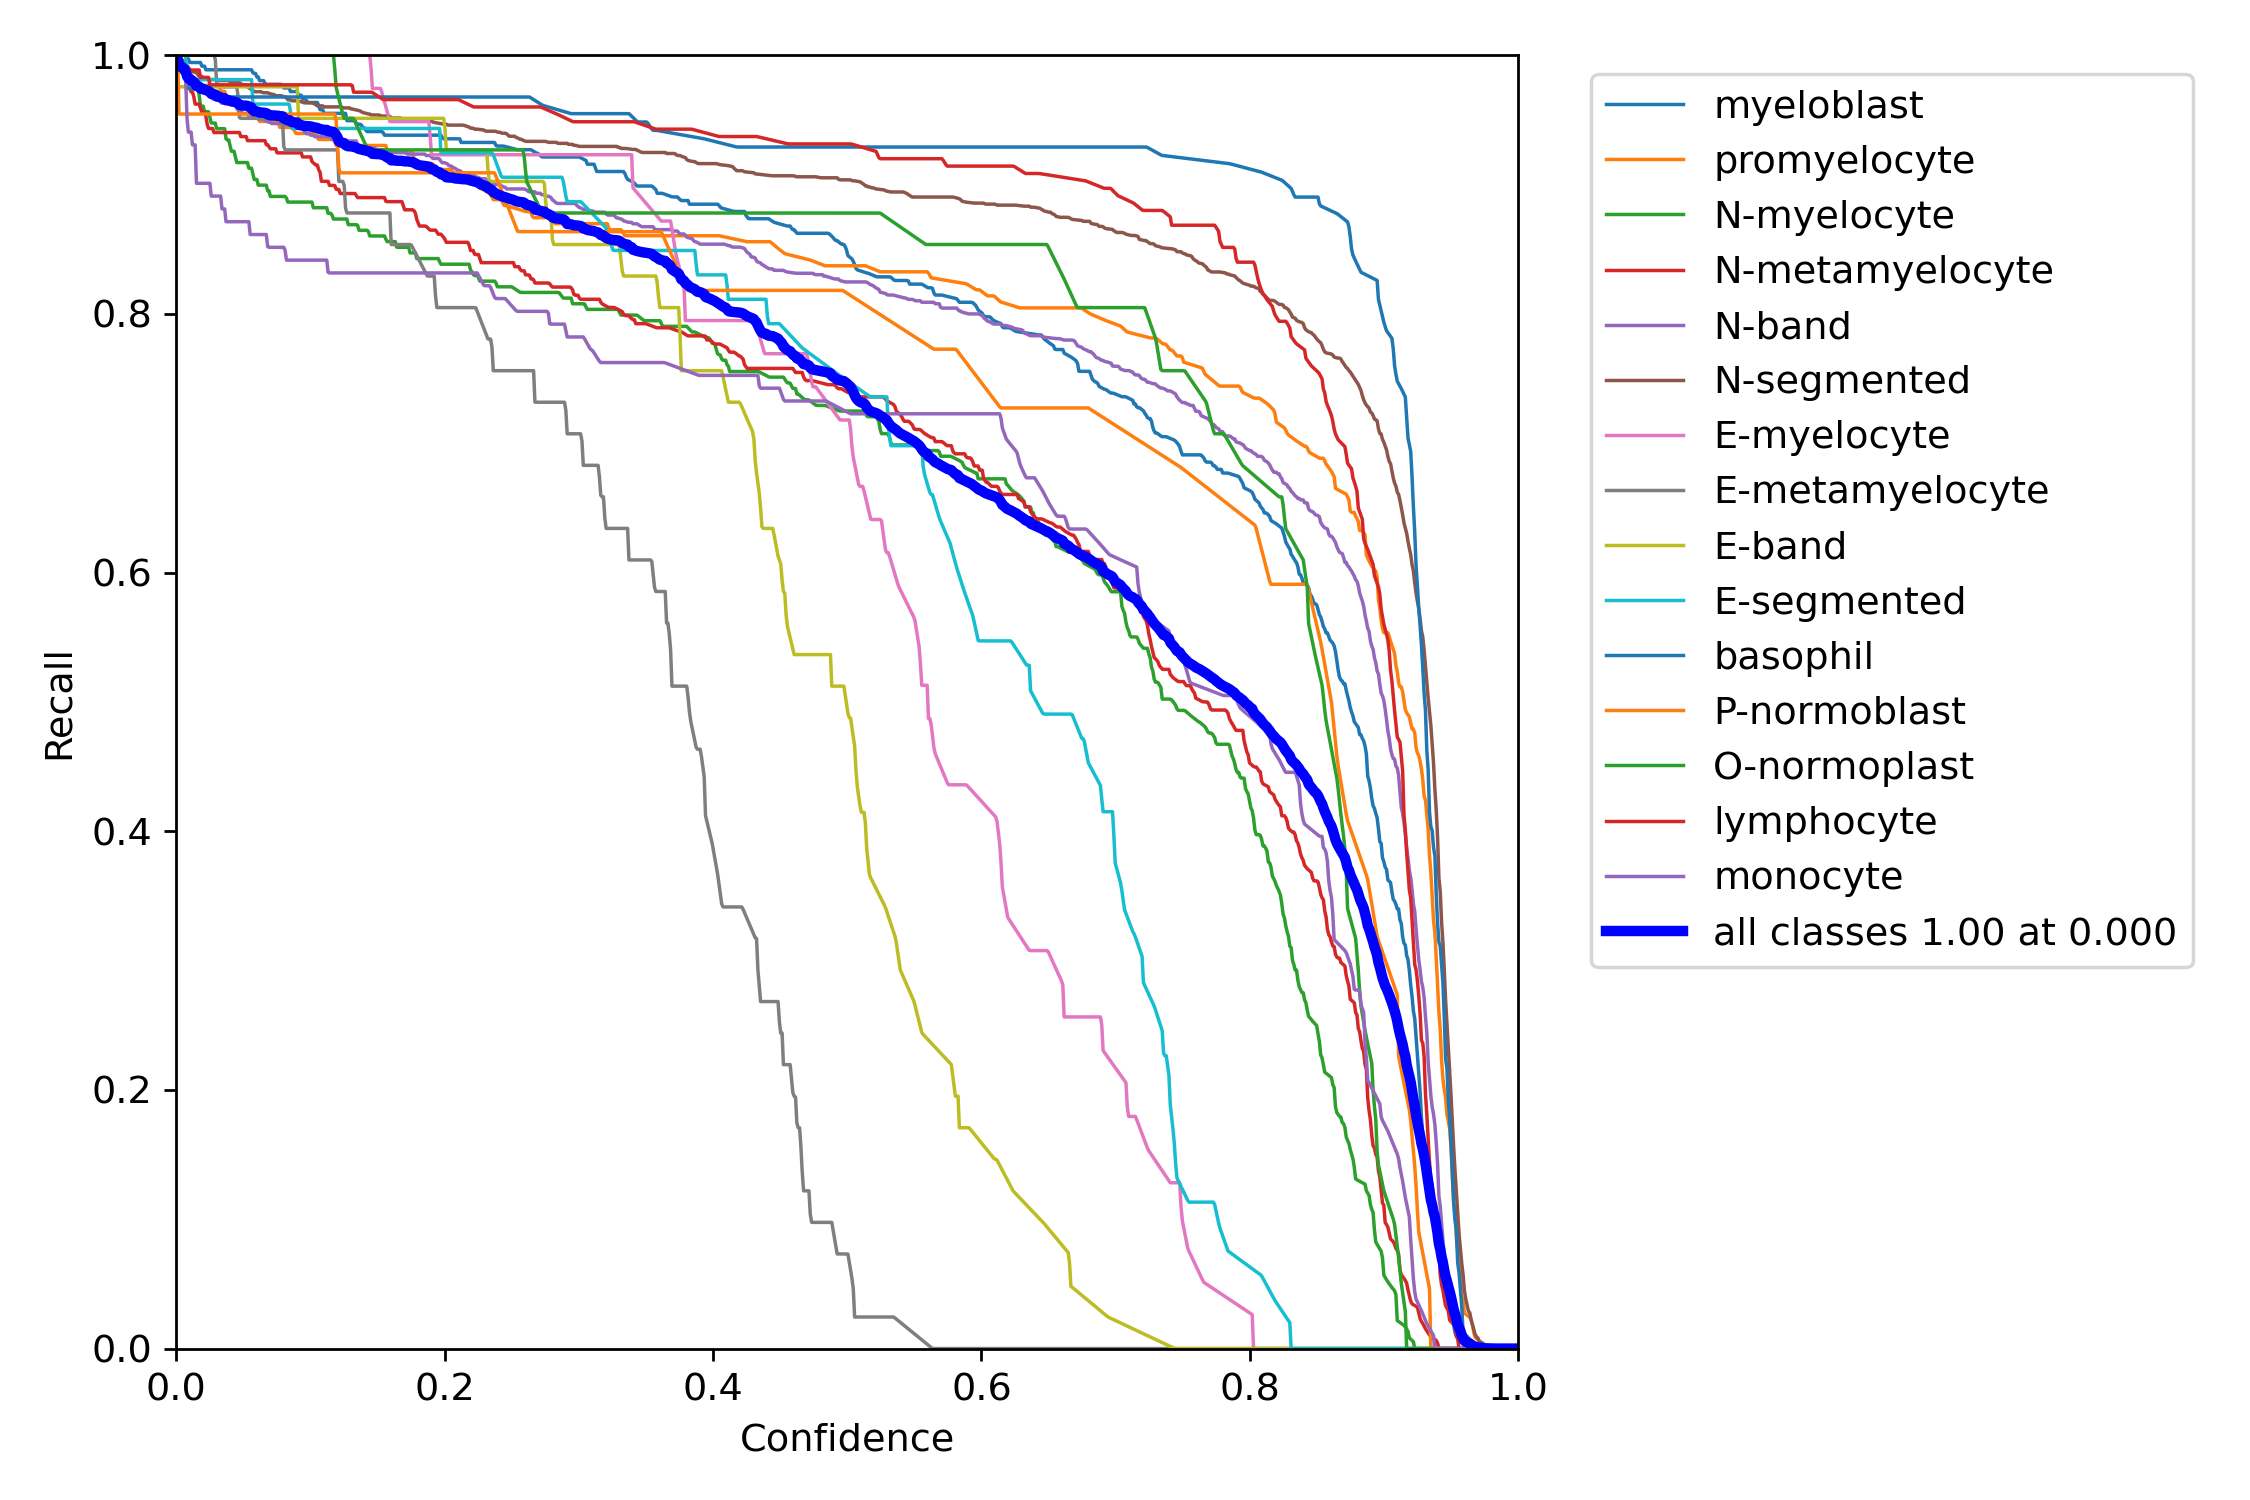 1.0
0.8
0.6
0.4
0.2
0.0
Recall
0.0 0.2 0.4 0.6 0.8 1.0
Confidence
myeloblast
promyelocyte
N-myelocyte
N-metamyelocyte
N-band
N-segmented
E-myelocyte
E-metamyelocyte
E-band
E-segmented
basophil
P-normoblast
O-normoplast
lymphocyte
monocyte
all classes 1.00 at 0.000